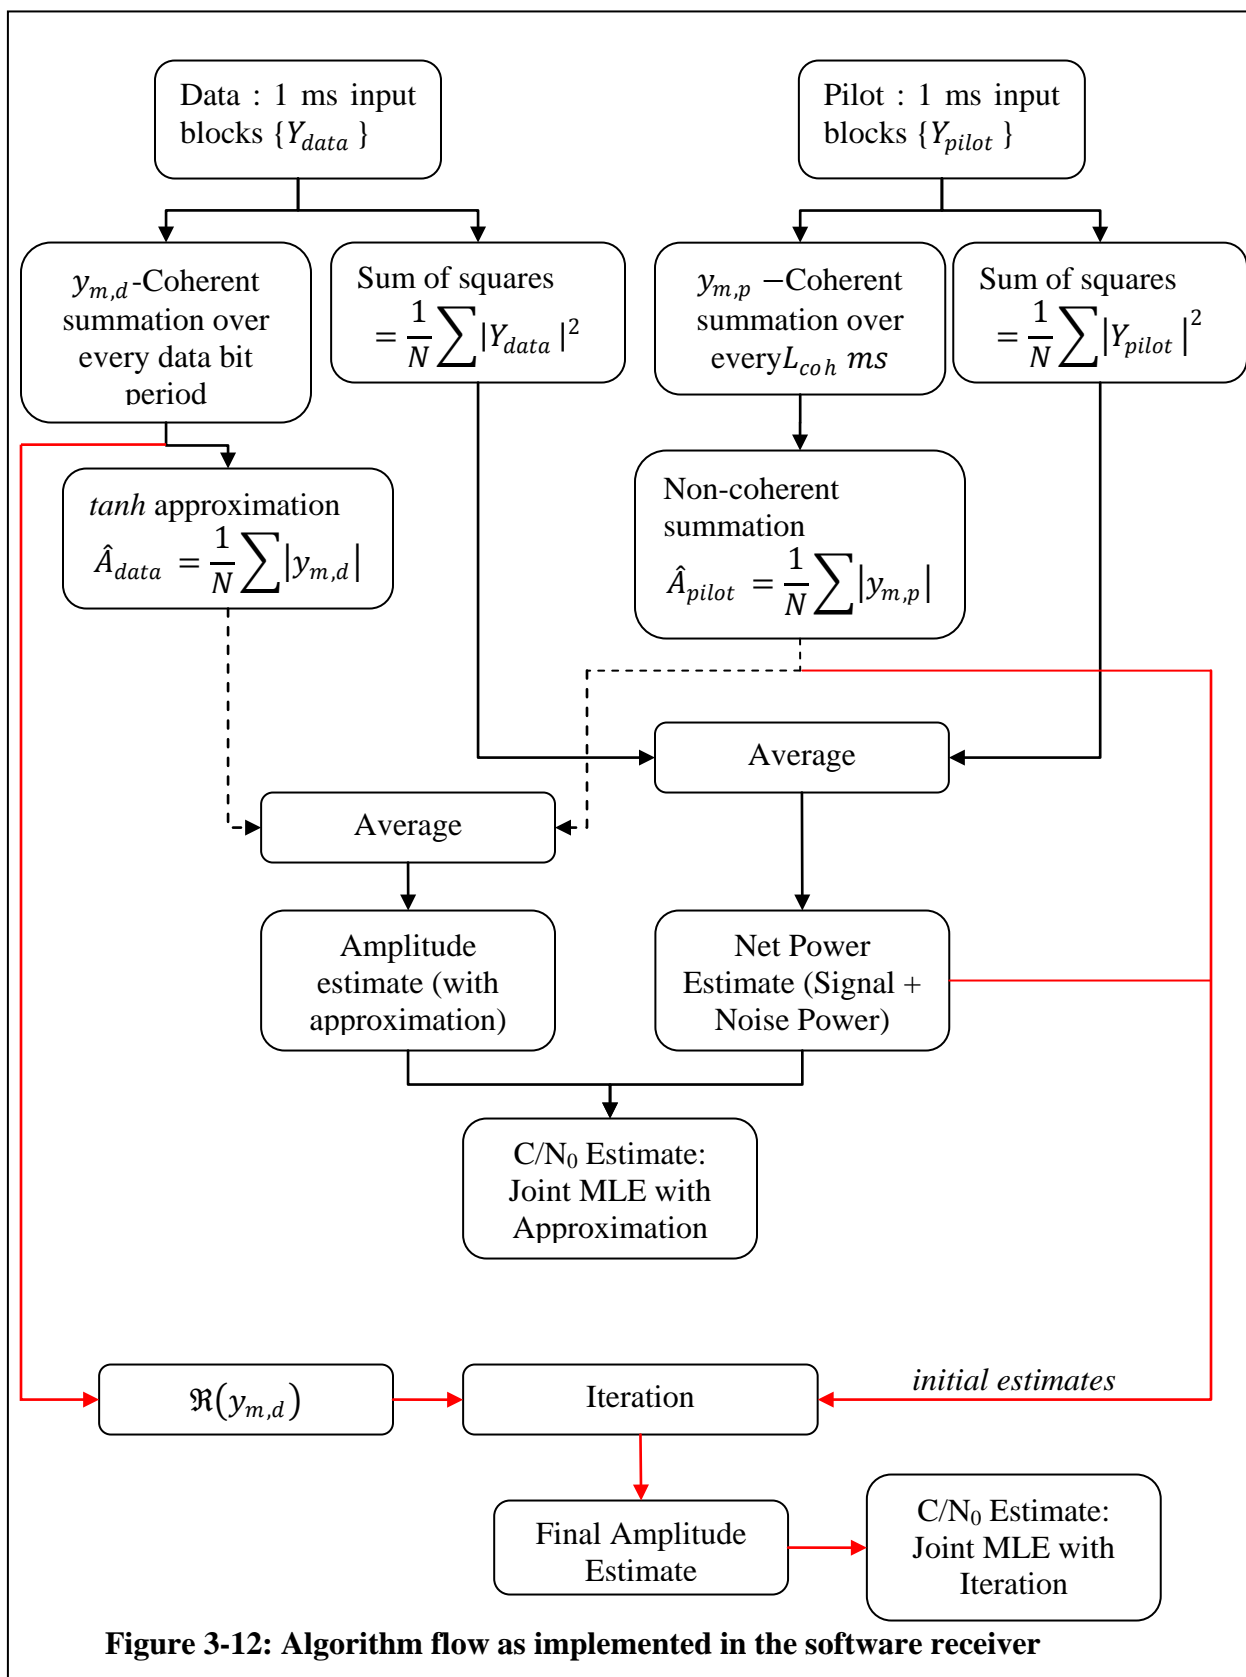 Data : 1 ms input
blocks {Y_data }
Pilot : 1 ms input
blocks {Y_pilot }
y_m,d-Coherent
summation over
every data bit
period
Sum of squares
= 1/N ∑|Y_data |²
y_m,p −Coherent
summation over
everyL_coh ms
Sum of squares
= 1/N ∑|Y_pilot |²
tanh approximation
Â_data = 1/N ∑|y_m,d|
Non-coherent
summation
Â_pilot = 1/N ∑|y_m,p|
Average
Average
Amplitude
estimate (with
approximation)
Net Power
Estimate (Signal +
Noise Power)
C/N₀ Estimate:
Joint MLE with
Approximation
ℜ(y_m,d)
Iteration
initial estimates
Final Amplitude
Estimate
C/N₀ Estimate:
Joint MLE with
Iteration
Figure 3-12: Algorithm flow as implemented in the software receiver